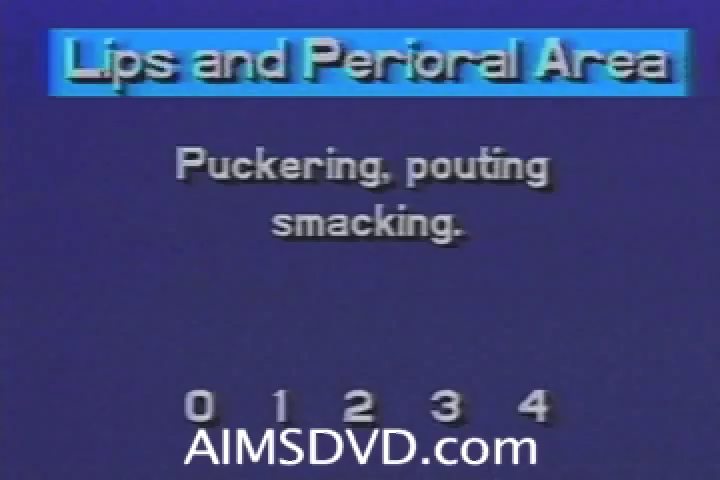 Lips and Perioral Area
Puckering, pouting
smacking.
0 1 2 3 4
AIMSDVD.com